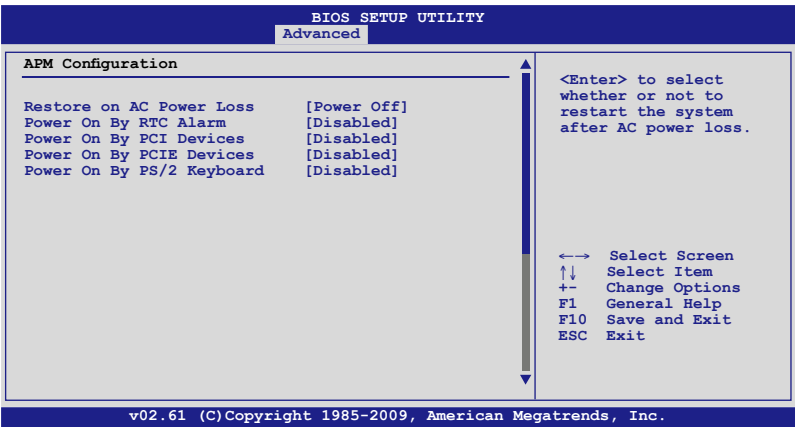 BIOS SETUP UTILITY
Advanced
APM Configuration
Restore on AC Power Loss [Power Off]
Power On By RTC Alarm [Disabled]
Power On By PCI Devices [Disabled]
Power On By PCIE Devices [Disabled]
Power On By PS/2 Keyboard [Disabled]
<Enter> to select
whether or not to
restart the system
after AC power loss.
←→ Select Screen
↑↓ Select Item
+- Change Options
F1 General Help
F10 Save and Exit
ESC Exit
v02.61 (C)Copyright 1985-2009, American Megatrends, Inc.